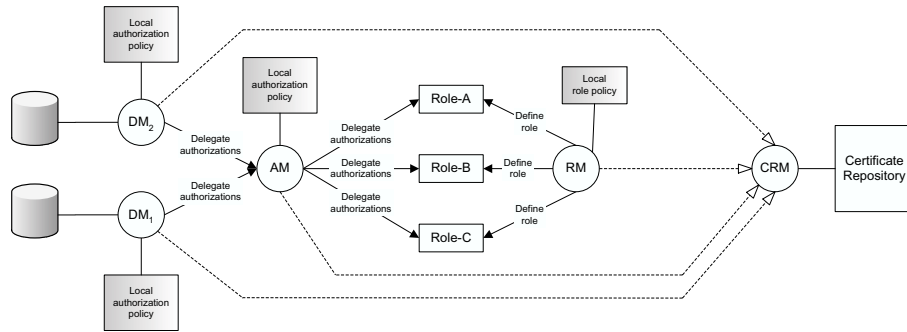 Local
authorization
policy
DM2
Delegate
authorizations
Local
authorization
policy
AM
Delegate
authorizations
DM1
Local
authorization
policy
Delegate
authorizations
Delegate
authorizations
Delegate
authorizations
Role-A
Role-B
Role-C
Define
role
Define
role
Define
role
Local
role policy
RM
CRM
Certificate
Repository